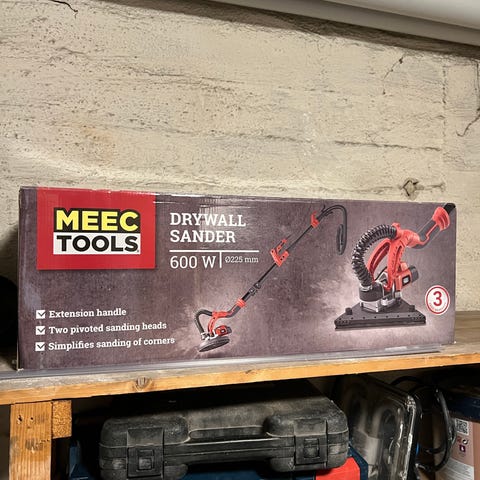 MEEC
TOOLS
DRYWALL
SANDER
600 W Ø225 mm
Extension handle
Two pivoted sanding heads
Simplifies sanding of corners
3